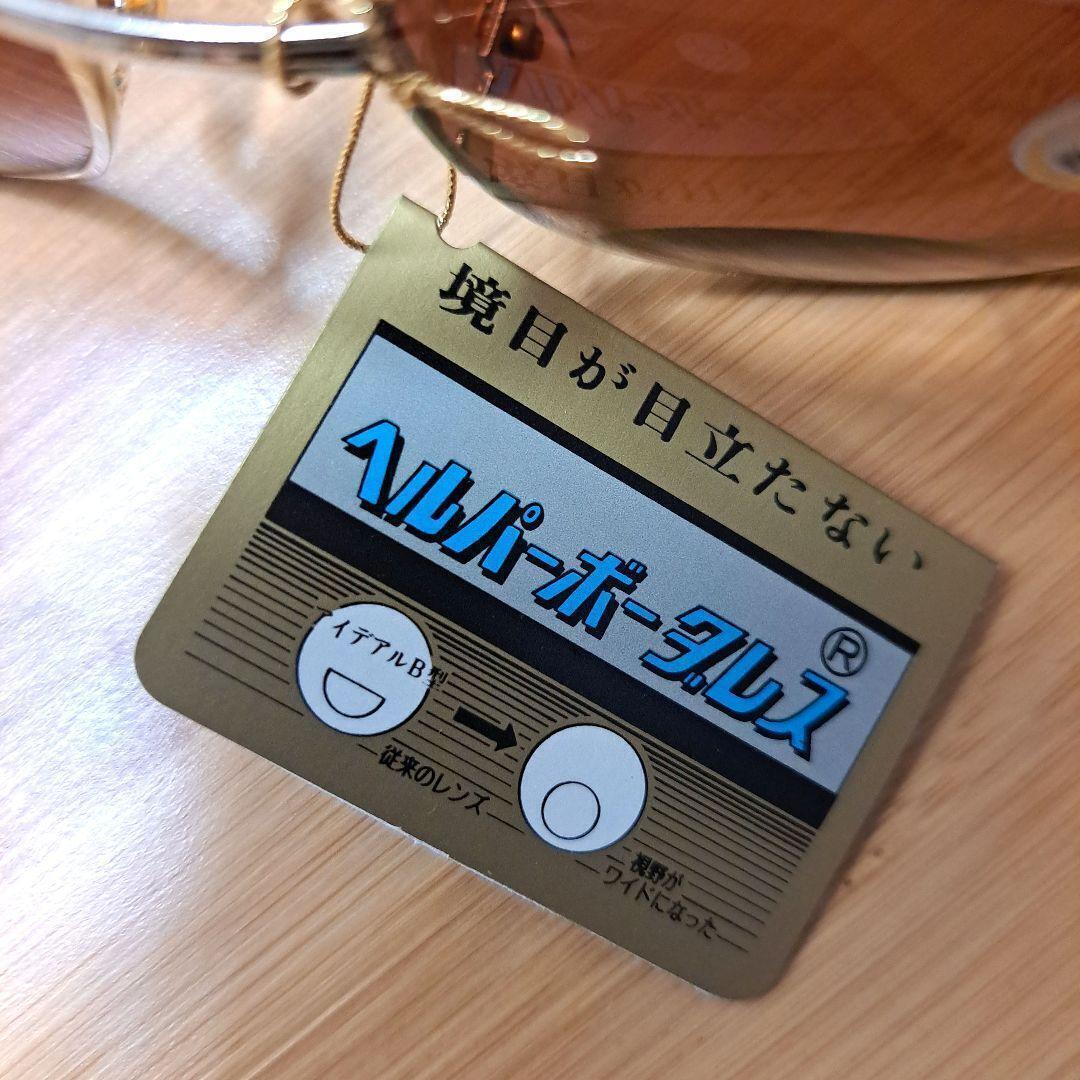 境目が目立たない
ヘルパーボーダレス®
アイデアルB型
従来のレンズ
視野が
ワイドになった